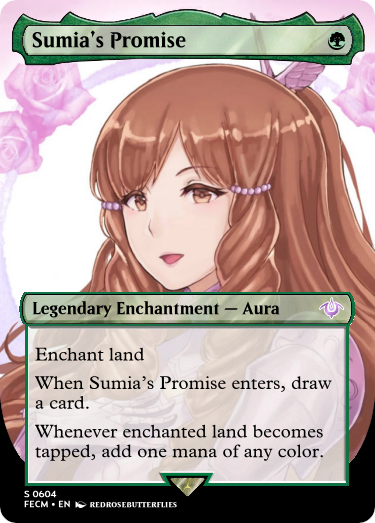 Sumia's Promise
Legendary Enchantment — Aura
Enchant land
When Sumia's Promise enters, draw
a card.
Whenever enchanted land becomes
tapped, add one mana of any color.
S 0604
FECM • EN REDROSEBUTTERFLIES